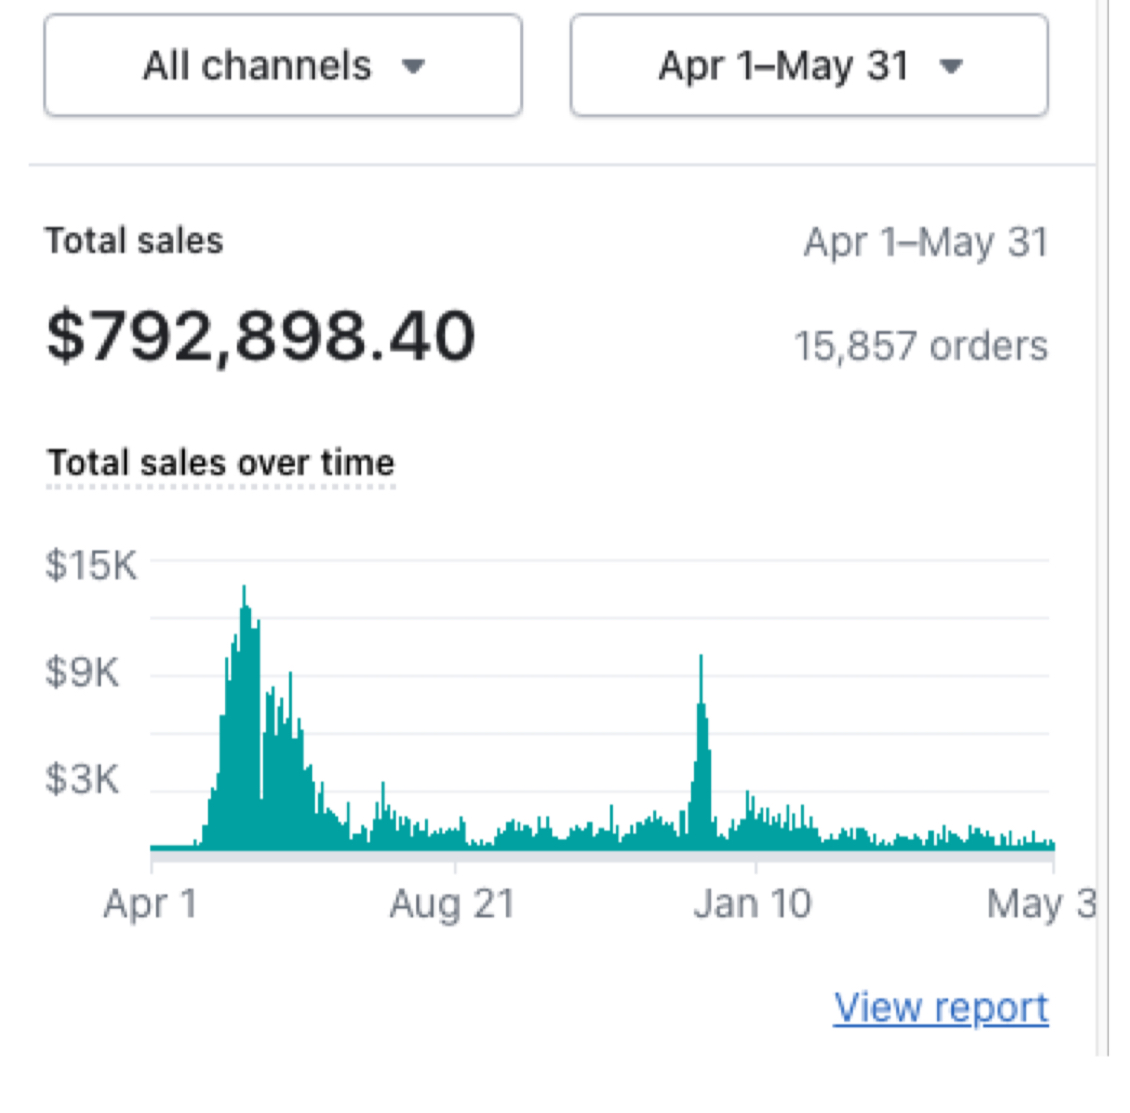 All channels
Apr 1–May 31
Total sales
Apr 1–May 31
$792,898.40
15,857 orders
Total sales over time
$15K
$9K
$3K
Apr 1
Aug 21
Jan 10
May 3
View report